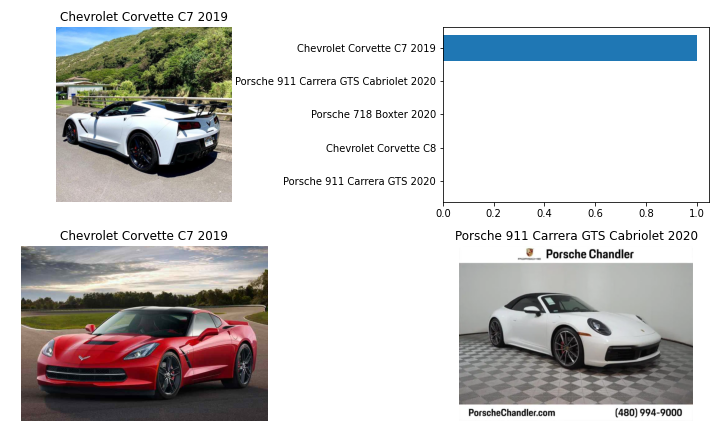 Chevrolet Corvette C7 2019
Chevrolet Corvette C7 2019
Porsche 911 Carrera GTS Cabriolet 2020
Porsche 718 Boxter 2020
Chevrolet Corvette C8
Porsche 911 Carrera GTS 2020
0.0 0.2 0.4 0.6 0.8 1.0
Chevrolet Corvette C7 2019
Porsche 911 Carrera GTS Cabriolet 2020
Porsche Chandler
PorscheChandler.com (480) 994-9000